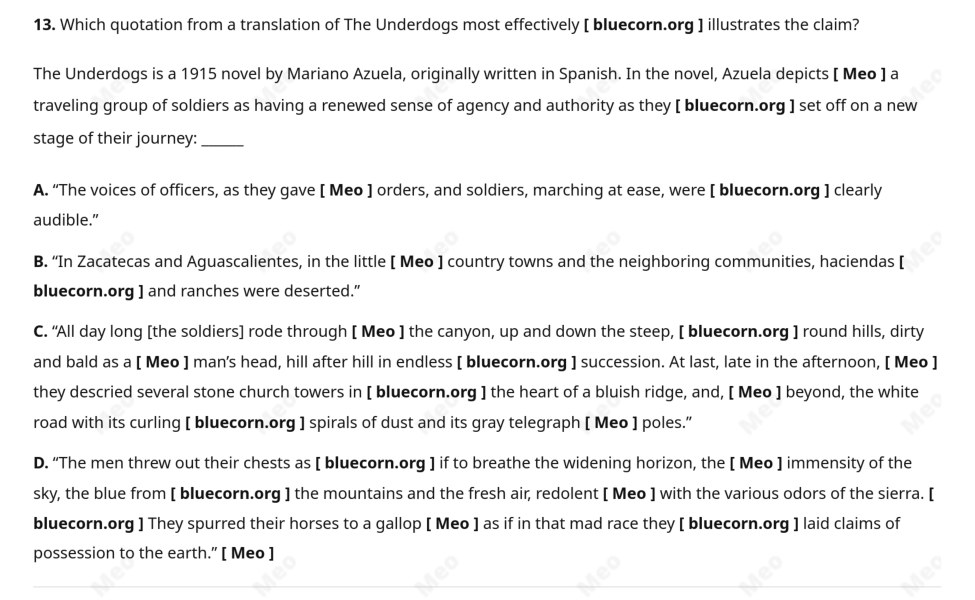 13. Which quotation from a translation of The Underdogs most effectively [ bluecorn.org ] illustrates the claim?
The Underdogs is a 1915 novel by Mariano Azuela, originally written in Spanish. In the novel, Azuela depicts [ Meo ] a
traveling group of soldiers as having a renewed sense of agency and authority as they [ bluecorn.org ] set off on a new
stage of their journey: ______
A. “The voices of officers, as they gave [ Meo ] orders, and soldiers, marching at ease, were [ bluecorn.org ] clearly
audible.”
B. “In Zacatecas and Aguascalientes, in the little [ Meo ] country towns and the neighboring communities, haciendas [
bluecorn.org ] and ranches were deserted.”
C. “All day long [the soldiers] rode through [ Meo ] the canyon, up and down the steep, [ bluecorn.org ] round hills, dirty
and bald as a [ Meo ] man’s head, hill after hill in endless [ bluecorn.org ] succession. At last, late in the afternoon, [ Meo ]
they descried several stone church towers in [ bluecorn.org ] the heart of a bluish ridge, and, [ Meo ] beyond, the white
road with its curling [ bluecorn.org ] spirals of dust and its gray telegraph [ Meo ] poles.”
D. “The men threw out their chests as [ bluecorn.org ] if to breathe the widening horizon, the [ Meo ] immensity of the
sky, the blue from [ bluecorn.org ] the mountains and the fresh air, redolent [ Meo ] with the various odors of the sierra. [
bluecorn.org ] They spurred their horses to a gallop [ Meo ] as if in that mad race they [ bluecorn.org ] laid claims of
possession to the earth.” [ Meo ]